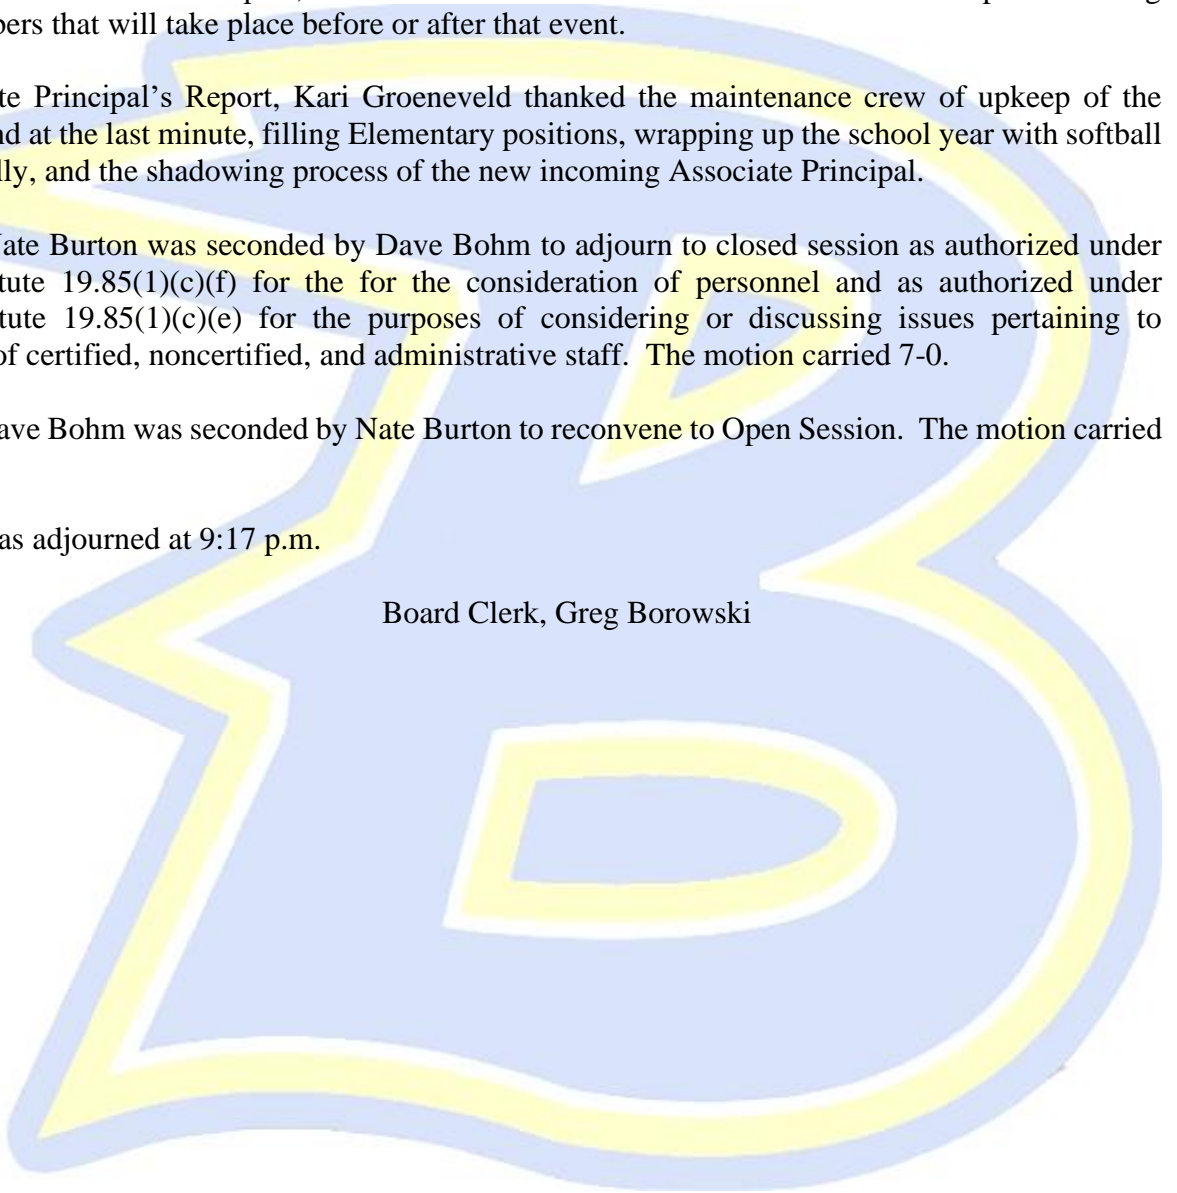 bers that will take place before or after that event.
te Principal’s Report, Kari Groeneveld thanked the maintenance crew of upkeep of the
nd at the last minute, filling Elementary positions, wrapping up the school year with softball
lly, and the shadowing process of the new incoming Associate Principal.
Nate Burton was seconded by Dave Bohm to adjourn to closed session as authorized under
tute 19.85(1)(c)(f) for the for the consideration of personnel and as authorized under
tute 19.85(1)(c)(e) for the purposes of considering or discussing issues pertaining to
of certified, noncertified, and administrative staff. The motion carried 7-0.
ave Bohm was seconded by Nate Burton to reconvene to Open Session. The motion carried
as adjourned at 9:17 p.m.
Board Clerk, Greg Borowski
B